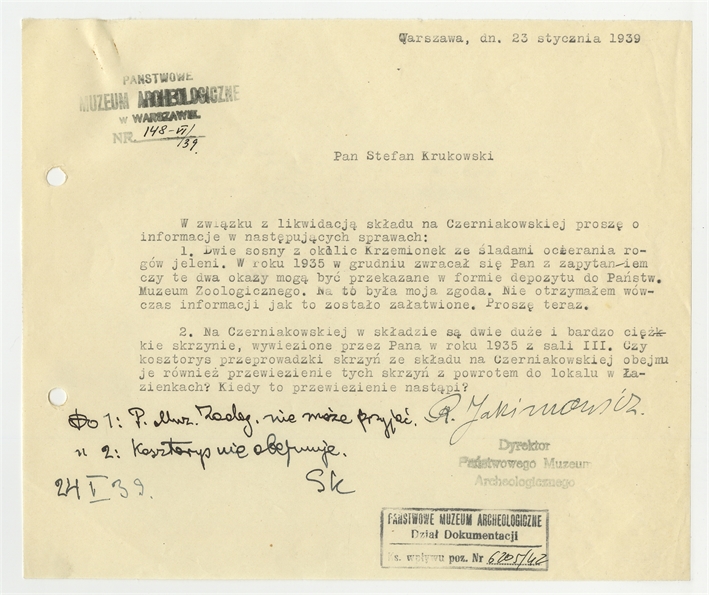 Warszawa, dn. 23 stycznia 1939
PAŃSTWOWE
MUZEUM ARCHEOLOGICZNE
w WARSZAWIE
NR. 148-VI/39.
Pan Stefan Krukowski
W związku z likwidacją składu na Czerniakowskiej proszę o
informacje w następujących sprawach:
1. Dwie sosny z okolic Krzemionek ze śladami ocierania ro-
gów jeleni. W roku 1935 w grudniu zwracał się Pan z zapytaniem
czy te dwa okazy mogą być przekazane w formie depozytu do Państw.
Muzeum Zoologicznego. Na to była moja zgoda. Nie otrzymałem wów-
czas informacji jak to zostało załatwione. Proszę teraz.
2. Na Czerniakowskiej w składzie są dwie duże i bardzo cięż-
kie skrzynie, wywiezione przez Pana w roku 1935 z sali III. Czy
kosztorys przeprowadzki skrzyń ze składu na Czerniakowskiej obejmu
je również przewiezienie tych skrzyń z powrotem do lokalu w Ła-
zienkach? Kiedy to przewiezienie nastąpi?
R. Jakimowicz.
Do 1: P. Muz. Zoolog. nie może przyjąć.
" 2: Kosztorys nie obejmuje.
24 I 39. Sk
Dyrektor
Państwowego Muzeum
Archeologicznego
PAŃSTWOWE MUZEUM ARCHEOLOGICZNE
Dział Dokumentacji
Ks. wpływu poz. Nr 6205/42